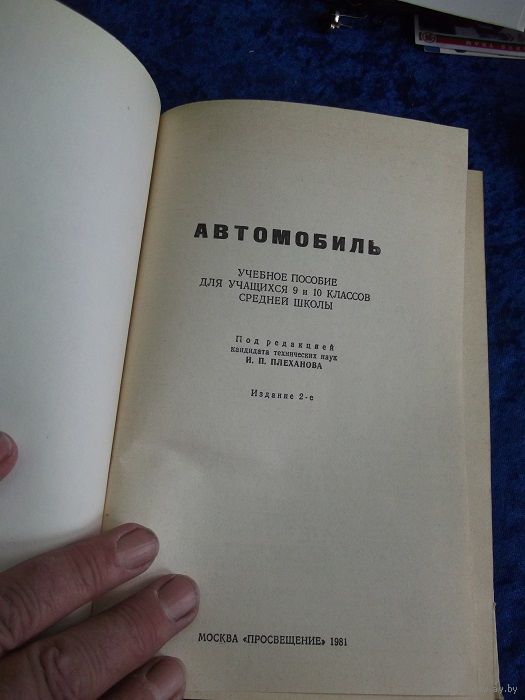 АВТОМОБИЛЬ
УЧЕБНОЕ ПОСОБИЕ
ДЛЯ УЧАЩИХСЯ 9 и 10 КЛАССОВ
СРЕДНЕЙ ШКОЛЫ
Под редакцией
кандидата технических наук
И. П. ПЛЕХАНОВА
Издание 2-е
МОСКВА «ПРОСВЕЩЕНИЕ» 1981